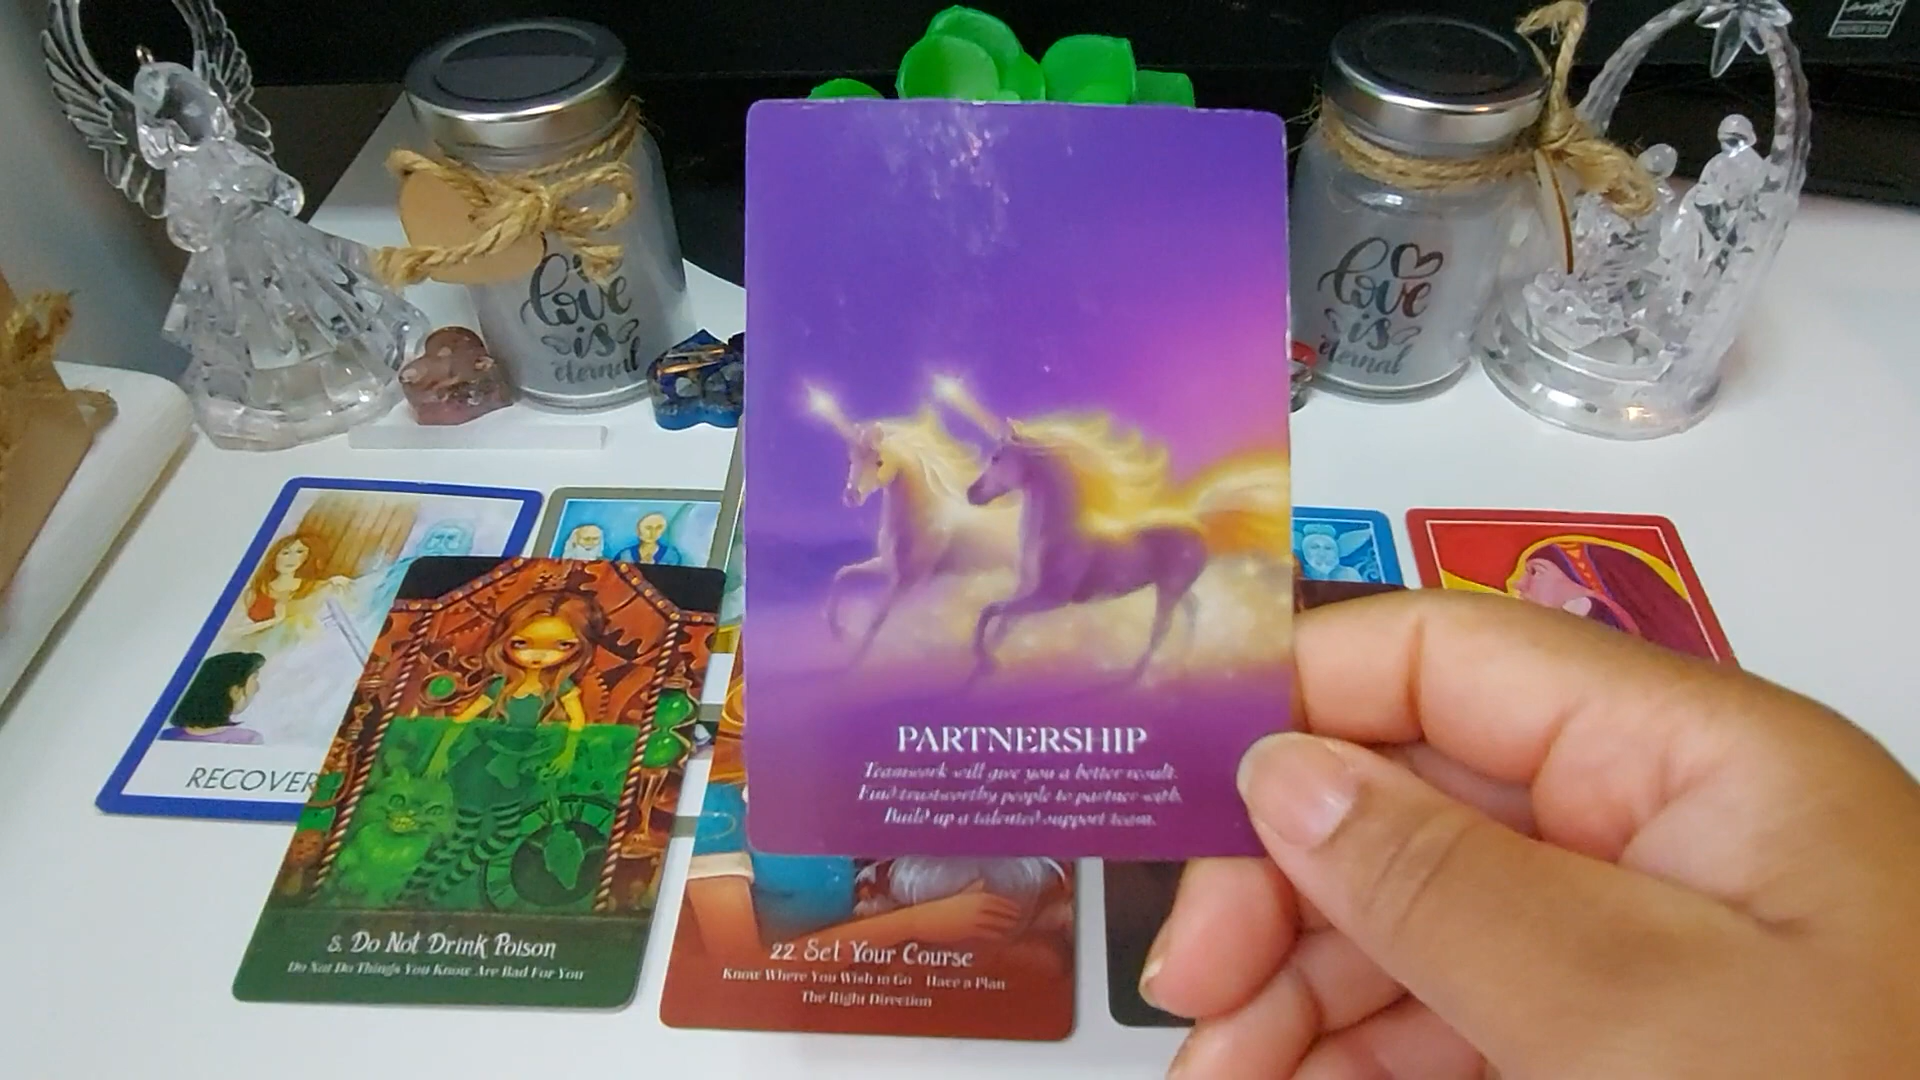 love
is
eternal
love
is
eternal
PARTNERSHIP
Teamwork will give you a better result.
Find trustworthy people to partner with.
Build up a talented support team.
RECOVER
8. Do Not Drink Poison
Do Not Do Things You Know Are Bad For You
22 Set Your Course
Know Where You Wish to Go Have a Plan
The Right Direction